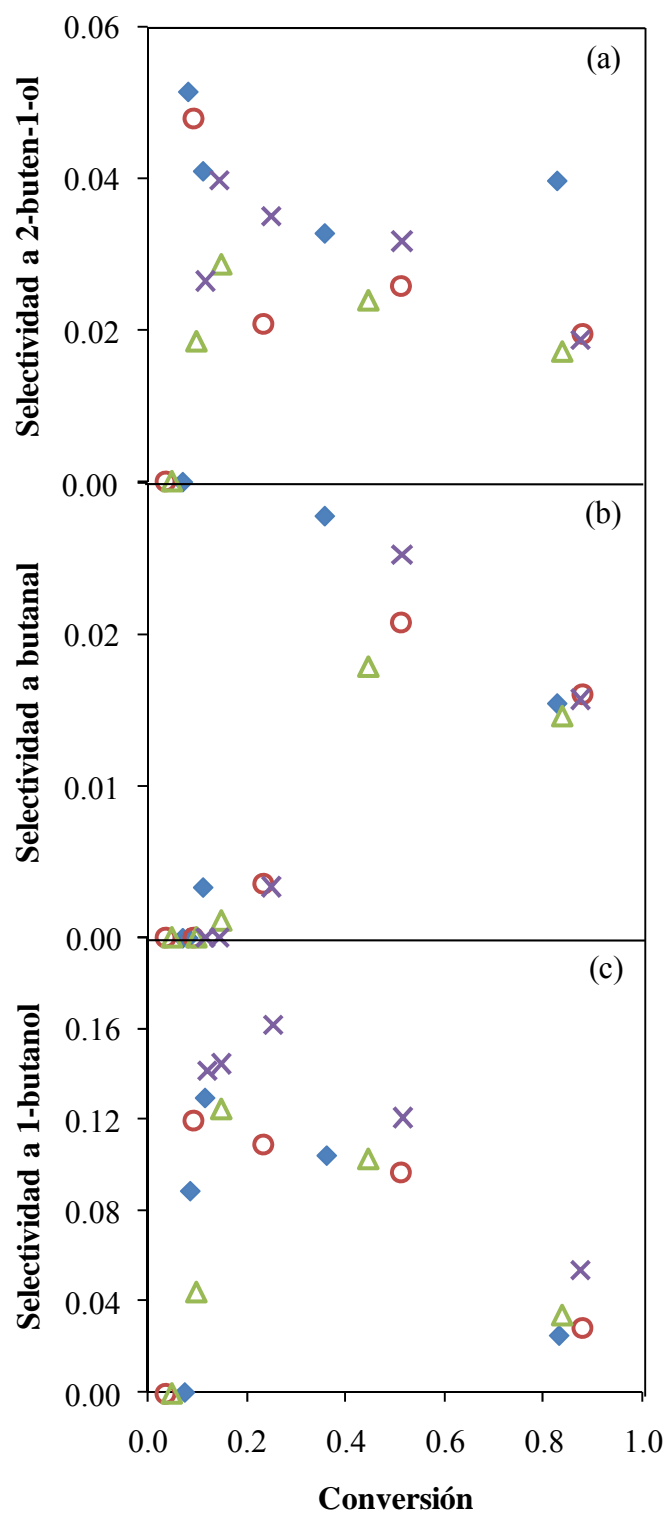 (a)
Selectividad a 2-buten-1-ol
0.06
0.04
0.02
0.00
(b)
Selectividad a butanal
0.02
0.01
0.00
(c)
Selectividad a 1-butanol
0.16
0.12
0.08
0.04
0.00
0.0 0.2 0.4 0.6 0.8 1.0
Conversión